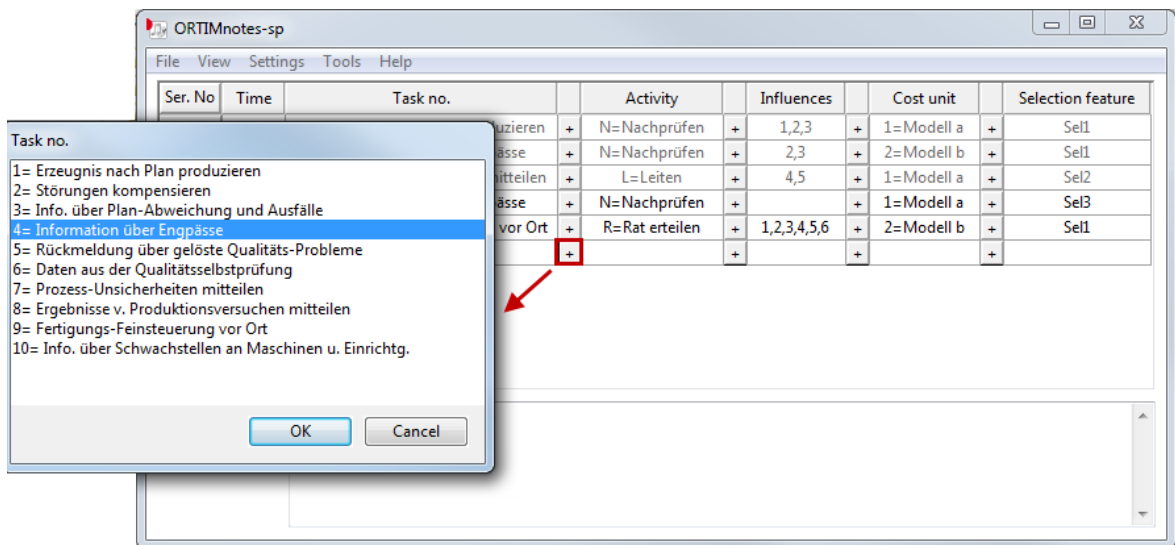 ORTIMnotes-sp
File View Settings Tools Help
Ser. No Time Task no. Activity Influences Cost unit Selection feature
+ N=Nachprüfen + 1,2,3 + 1=Modell a + Sel1
+ N=Nachprüfen + 2,3 + 2=Modell b + Sel1
+ L=Leiten + 4,5 + 1=Modell a + Sel2
+ N=Nachprüfen + + 1=Modell a + Sel3
vor Ort + R=Rat erteilen + 1,2,3,4,5,6 + 2=Modell b + Sel1
+ + + +
Task no.
1= Erzeugnis nach Plan produzieren
2= Störungen kompensieren
3= Info. über Plan-Abweichung und Ausfälle
4= Information über Engpässe
5= Rückmeldung über gelöste Qualitäts-Probleme
6= Daten aus der Qualitätsselbstprüfung
7= Prozess-Unsicherheiten mitteilen
8= Ergebnisse v. Produktionsversuchen mitteilen
9= Fertigungs-Feinsteuerung vor Ort
10= Info. über Schwachstellen an Maschinen u. Einrichtg.
OK Cancel